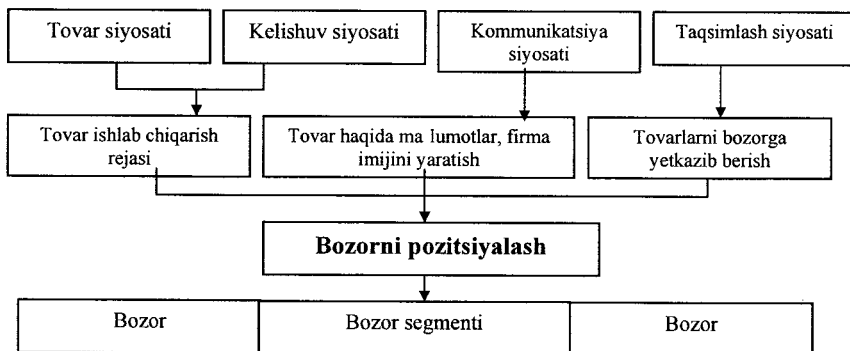 Tovar siyosati
Kelishuv siyosati
Kommunikatsiya
siyosati
Taqsimlash siyosati
Tovar ishlab chiqarish
rejasi
Tovar haqida ma lumotlar, firma
imijini yaratish
Tovarlarni bozorga
yetkazib berish
Bozorni pozitsiyalash
Bozor
Bozor segmenti
Bozor